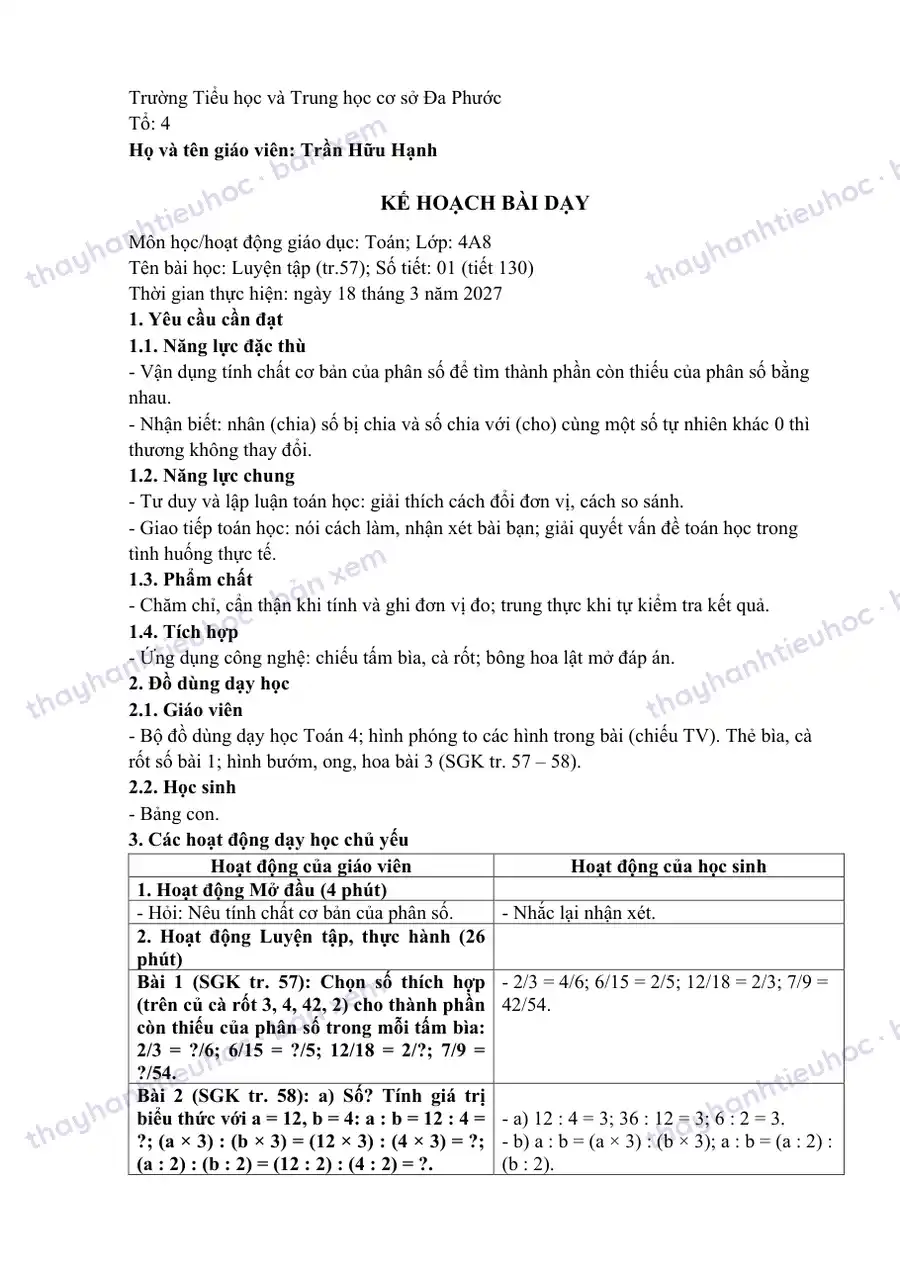 Trường Tiểu học và Trung học cơ sở Đa Phước
Tổ: 4
Họ và tên giáo viên: Trần Hữu Hạnh
KẾ HOẠCH BÀI DẠY
Môn học/hoạt động giáo dục: Toán; Lớp: 4A8
Tên bài học: Luyện tập (tr.57); Số tiết: 01 (tiết 130)
Thời gian thực hiện: ngày 18 tháng 3 năm 2027
1. Yêu cầu cần đạt
1.1. Năng lực đặc thù
- Vận dụng tính chất cơ bản của phân số để tìm thành phần còn thiếu của phân số bằng
nhau.
- Nhận biết: nhân (chia) số bị chia và số chia với (cho) cùng một số tự nhiên khác 0 thì
thương không thay đổi.
1.2. Năng lực chung
- Tư duy và lập luận toán học: giải thích cách đổi đơn vị, cách so sánh.
- Giao tiếp toán học: nói cách làm, nhận xét bài bạn; giải quyết vấn đề toán học trong
tình huống thực tế.
1.3. Phẩm chất
- Chăm chỉ, cẩn thận khi tính và ghi đơn vị đo; trung thực khi tự kiểm tra kết quả.
1.4. Tích hợp
- Ứng dụng công nghệ: chiếu tấm bìa, cà rốt; bông hoa lật mở đáp án.
2. Đồ dùng dạy học
2.1. Giáo viên
- Bộ đồ dùng dạy học Toán 4; hình phóng to các hình trong bài (chiếu TV). Thẻ bìa, cà
rốt số bài 1; hình bướm, ong, hoa bài 3 (SGK tr. 57 – 58).
2.2. Học sinh
- Bảng con.
3. Các hoạt động dạy học chủ yếu
Hoạt động của giáo viên
Hoạt động của học sinh
1. Hoạt động Mở đầu (4 phút)
- Hỏi: Nêu tính chất cơ bản của phân số.
- Nhắc lại nhận xét.
2. Hoạt động Luyện tập, thực hành (26
phút)
Bài 1 (SGK tr. 57): Chọn số thích hợp
(trên củ cà rốt 3, 4, 42, 2) cho thành phần
còn thiếu của phân số trong mỗi tấm bìa:
2/3 = ?/6; 6/15 = ?/5; 12/18 = 2/?; 7/9 =
?/54.
- 2/3 = 4/6; 6/15 = 2/5; 12/18 = 2/3; 7/9 =
42/54.
Bài 2 (SGK tr. 58): a) Số? Tính giá trị
biểu thức với a = 12, b = 4: a : b = 12 : 4 =
?; (a × 3) : (b × 3) = (12 × 3) : (4 × 3) = ?;
(a : 2) : (b : 2) = (12 : 2) : (4 : 2) = ?.
- a) 12 : 4 = 3; 36 : 12 = 3; 6 : 2 = 3.
- b) a : b = (a × 3) : (b × 3); a : b = (a : 2) :
(b : 2).
thayhanhtieuhoc · bản xem
thayhanhtieuhoc · b
thayhanhtieuhoc · bản xem
thayhanhtieuhoc · b
thayhanhtieuhoc · bản xem
thayhanhtieuhoc · b